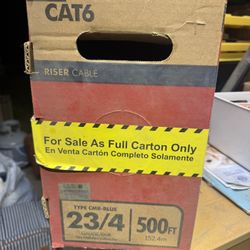 CAT6
RISER CABLE
For Sale As Full Carton Only
En Venta Cartón Completo Solamente
TYPE CMR-BLUE
23/4
500FT
152.4m